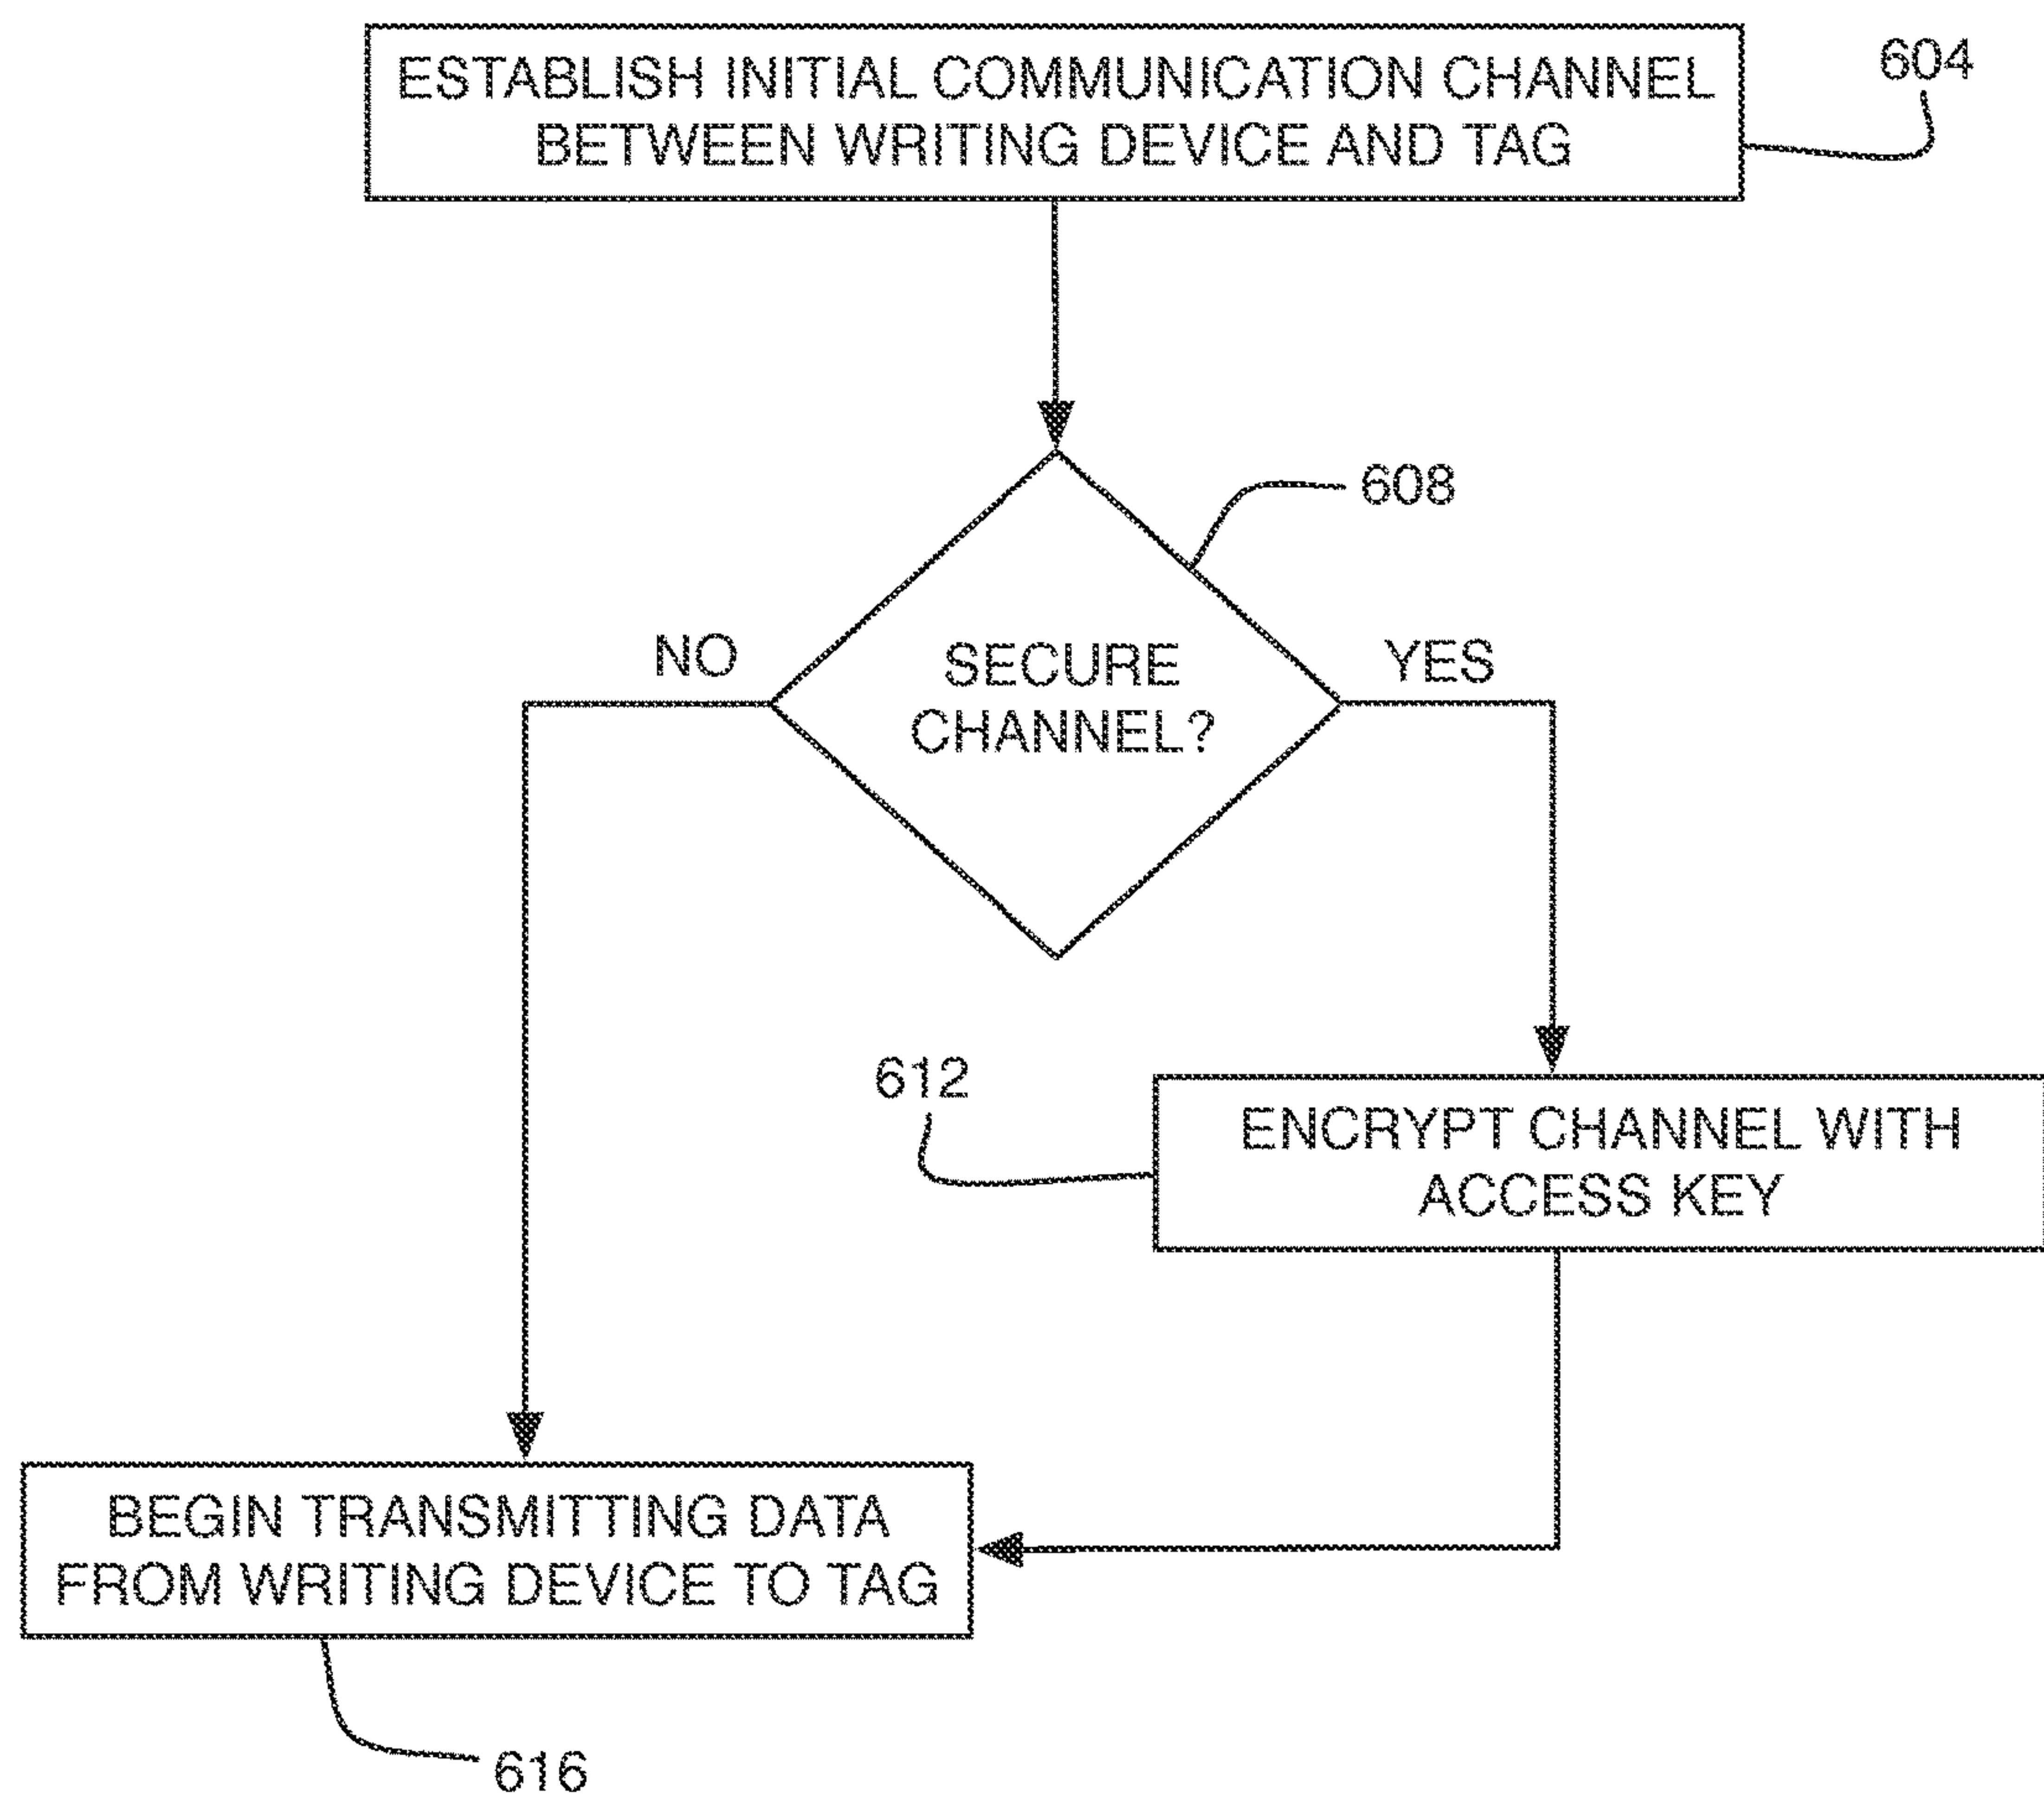 ESTABLISH INITIAL COMMUNICATION CHANNEL
BETWEEN WRITING DEVICE AND TAG
604
608
SECURE
CHANNEL?
NO
YES
612
ENCRYPT CHANNEL WITH
ACCESS KEY
BEGIN TRANSMITTING DATA
FROM WRITING DEVICE TO TAG
616